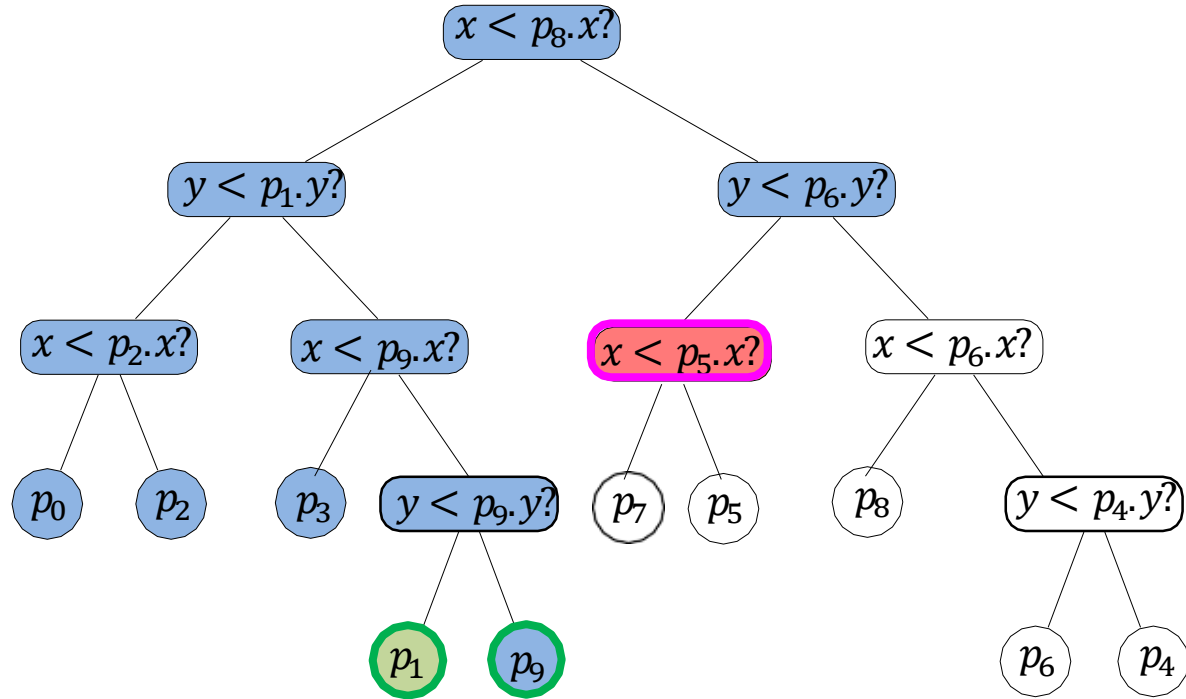 x < p₈.x?
y < p₁.y?
y < p₆.y?
x < p₂.x?
x < p₉.x?
x < p₅.x?
x < p₆.x?
p₀
p₂
p₃
y < p₉.y?
p₇
p₅
p₈
y < p₄.y?
p₁
p₉
p₆
p₄